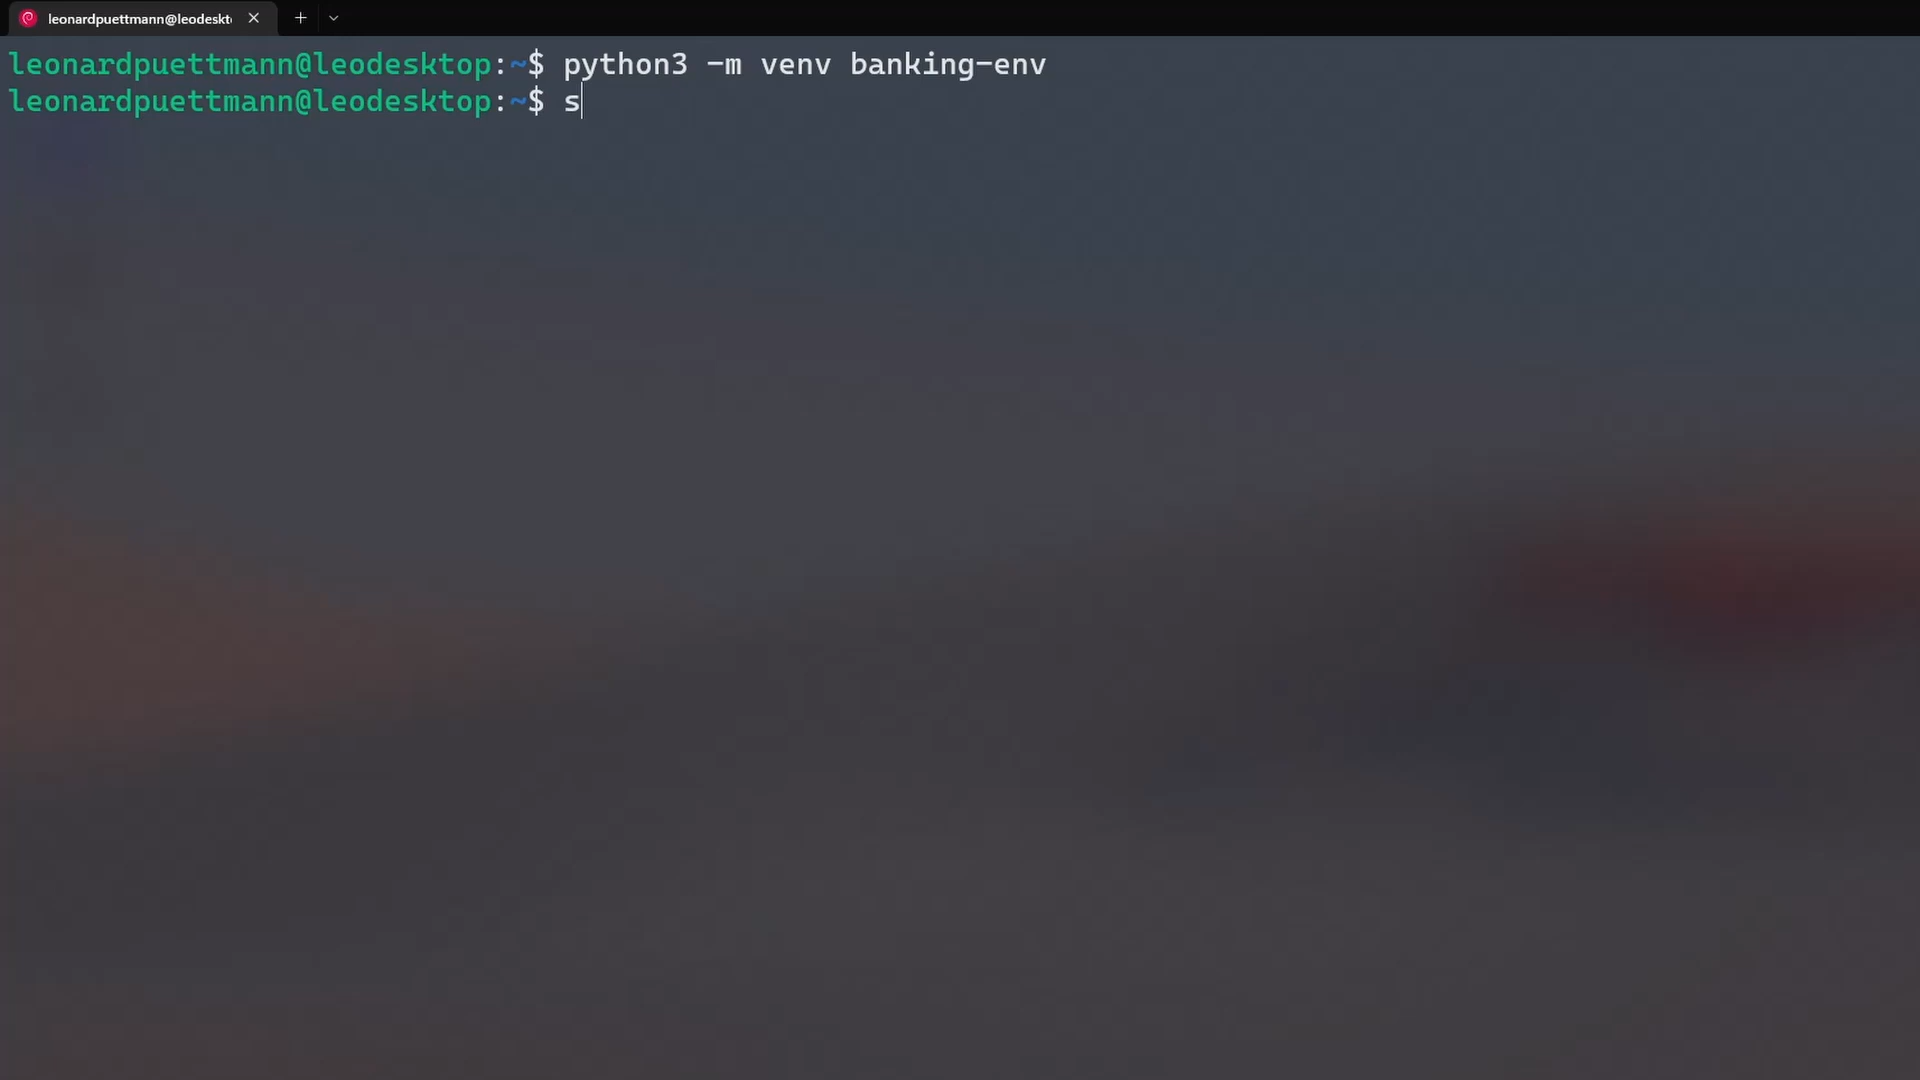 leonardpuettmann@leodeskt
leonardpuettmann@leodesktop:~$ python3 -m venv banking-env
leonardpuettmann@leodesktop:~$ s